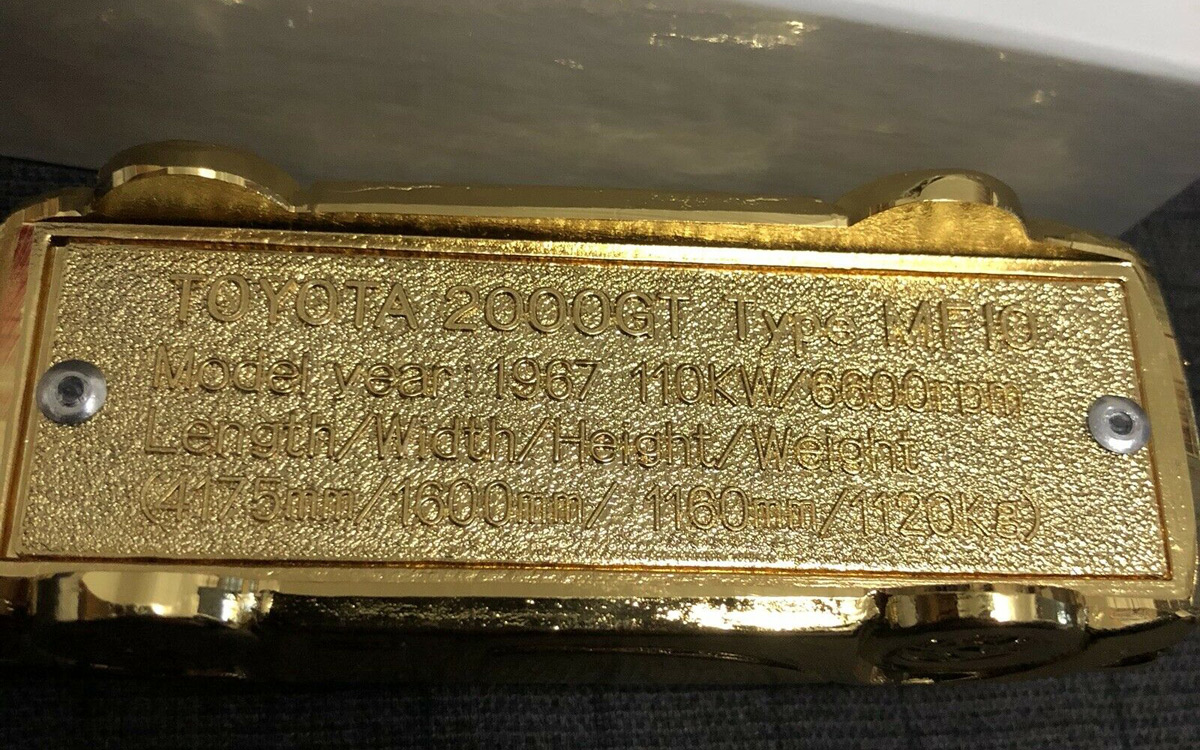 TOYOTA 2000GT Type MF10
Model year: 1967 110KW/6600rpm
Length/Width/Height/Weight
(4175mm/1600mm/ 1160mm/1120Kg)